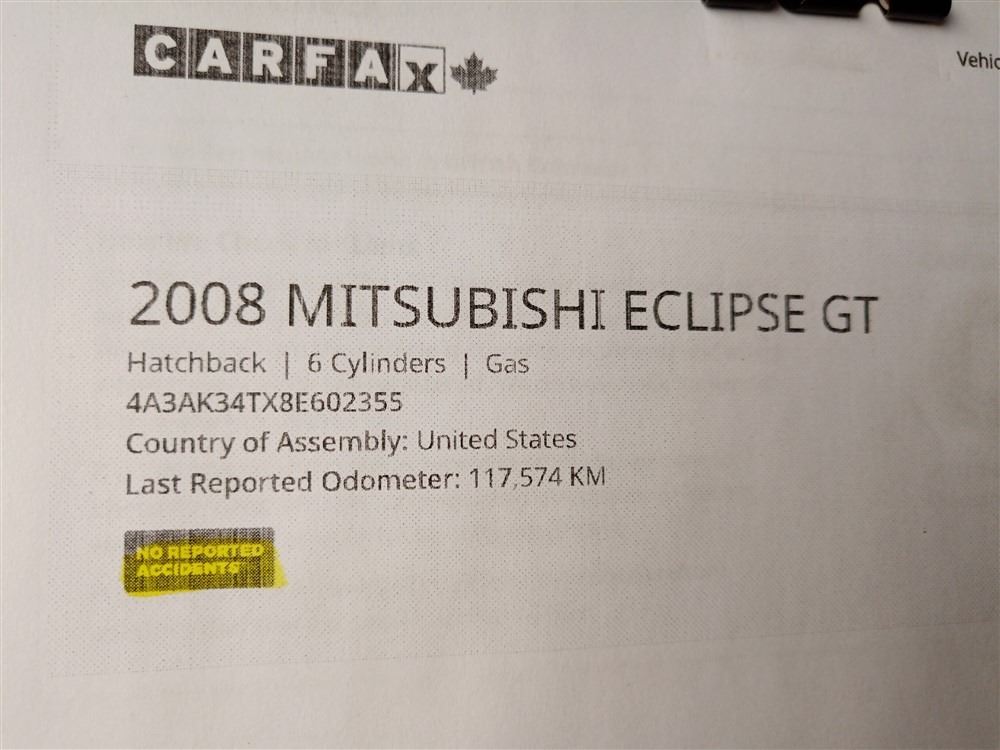 CARFAX
Vehic
2008 MITSUBISHI ECLIPSE GT
Hatchback | 6 Cylinders | Gas
4A3AK34TX8E602355
Country of Assembly: United States
Last Reported Odometer: 117,574 KM
NO REPORTED
ACCIDENTS